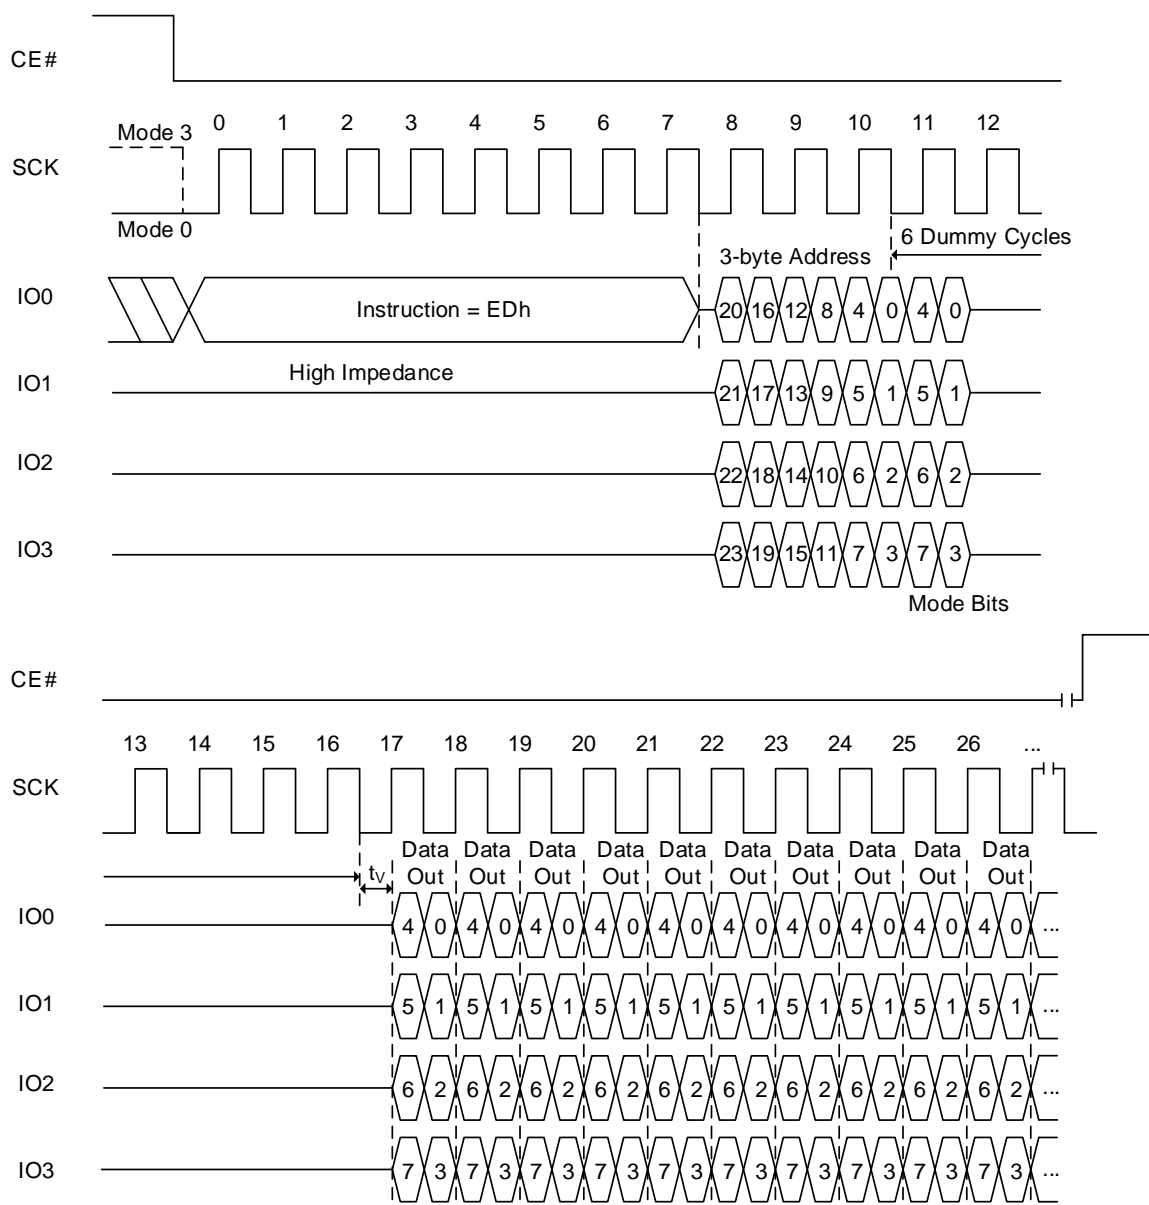 CE#
0 1 2 3 4 5 6 7 8 9 10 11 12
Mode 3
SCK
Mode 0
6 Dummy Cycles
3-byte Address
IO0
Instruction = EDh
20 16 12 8 4 0 4 0
High Impedance
IO1
21 17 13 9 5 1 5 1
IO2
22 18 14 10 6 2 6 2
IO3
23 19 15 11 7 3 7 3
Mode Bits
CE#
13 14 15 16 17 18 19 20 21 22 23 24 25 26 ...
SCK
Data Data Data Data Data Data Data Data Data Data
tV Out Out Out Out Out Out Out Out Out Out
IO0
4 0 4 0 4 0 4 0 4 0 4 0 4 0 4 0 4 0 4 0 ...
IO1
5 1 5 1 5 1 5 1 5 1 5 1 5 1 5 1 5 1 5 1 ...
IO2
6 2 6 2 6 2 6 2 6 2 6 2 6 2 6 2 6 2 6 2 ...
IO3
7 3 7 3 7 3 7 3 7 3 7 3 7 3 7 3 7 3 7 3 ...